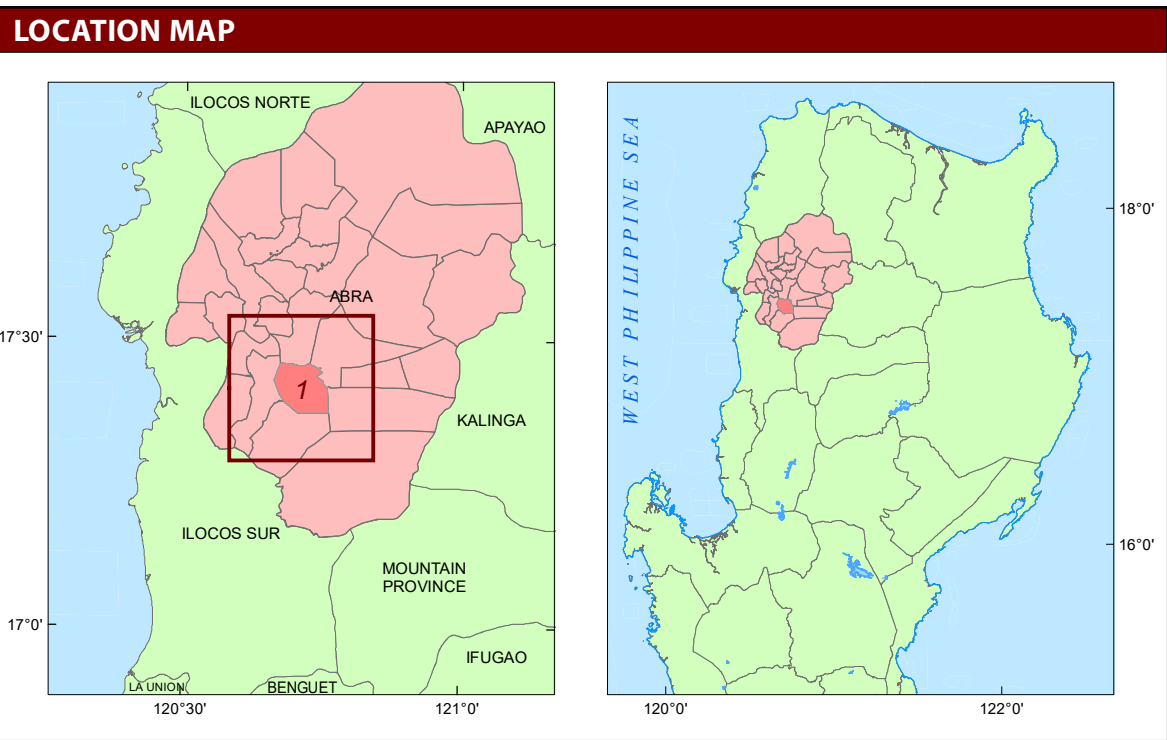 LOCATION MAP
ILOCOS NORTE
APAYAO
ABRA
17°30'
1
KALINGA
ILOCOS SUR
MOUNTAIN
PROVINCE
17°0'
IFUGAO
LA UNION
BENGUET
120°30'
121°0'
WEST PHILIPPINE SEA
18°0'
16°0'
120°0'
122°0'